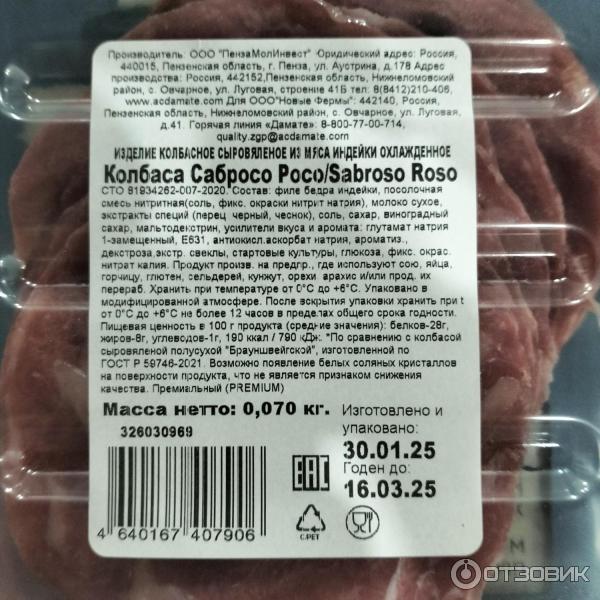 Производитель: ООО "ПензаМолИнвест" Юридический адрес: Россия,
440015, Пензенская область, г. Пенза, ул. Аустрина, д.178 Адрес
производства: Россия, 442152,Пензенская область, Нижнеломовский
район, с. Овчарное, ул. Луговая, строение 41Б тел: 8(8412)210-406,
www.acdamate.com Для ООО"Новые Фермы": 442140, Россия,
Пензенская область, Нижнеломовский район, с. Овчарное, ул. Луговая,
д.41. Горячая линия «Дамате»: 8-800-77-00-714,
quality.zgp@acdamate.com
ИЗДЕЛИЕ КОЛБАСНОЕ СЫРОВЯЛЕНОЕ ИЗ МЯСА ИНДЕЙКИ ОХЛАЖДЕННОЕ
Колбаса Сабросо Росо/Sabroso Roso
СТО 81934262-007-2020. Состав: филе бедра индейки, посолочная
смесь нитритная(соль, фикс. окраски нитрит натрия), молоко сухое,
экстракты специй (перец черный, чеснок), соль, сахар, виноградный
сахар, мальтодекстрин, усилители вкуса и аромата: глутамат натрия
1-замещенный, Е631, антиокисл.аскорбат натрия, ароматиз.,
декстроза,экстр. свеклы, стартовые культуры, глюкоза, фикс. окрас.
нитрат калия. Продукт произв. на предпр., где используют сою, яйца,
горчицу, глютен, сельдерей, кунжут, орехи арахис и/или прод. их
перераб. Хранить при температуре от 0°С до +6°С. Упаковано в
модифицированной атмосфере. После вскрытия упаковки хранить при t
от 0°С до +6°С не более 12 часов в пределах общего срока годности.
Пищевая ценность в 100 г продукта (средние значения): белков-28г,
жиров-8г, углеводов-1г, 190 ккал / 790 кДж. *По сравнению с колбасой
сыровяленой полусухой "Брауншвейгской", изготовленной по
ГОСТ Р 59746-2021. Возможно появление белых соляных кристаллов
на поверхности продукта, что не является признаком снижения
качества. Премиальный (PREMIUM)
Масса нетто: 0,070 кг.
326030969
Изготовлено и
упаковано:
30.01.25
Годен до:
16.03.25
EAC
C-PET
4 640167 407906
ОТЗОВИК